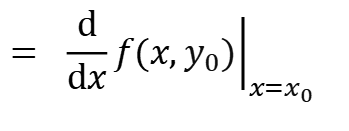 = d/dx f(x, y₀)|ₓ₌ₓ₀